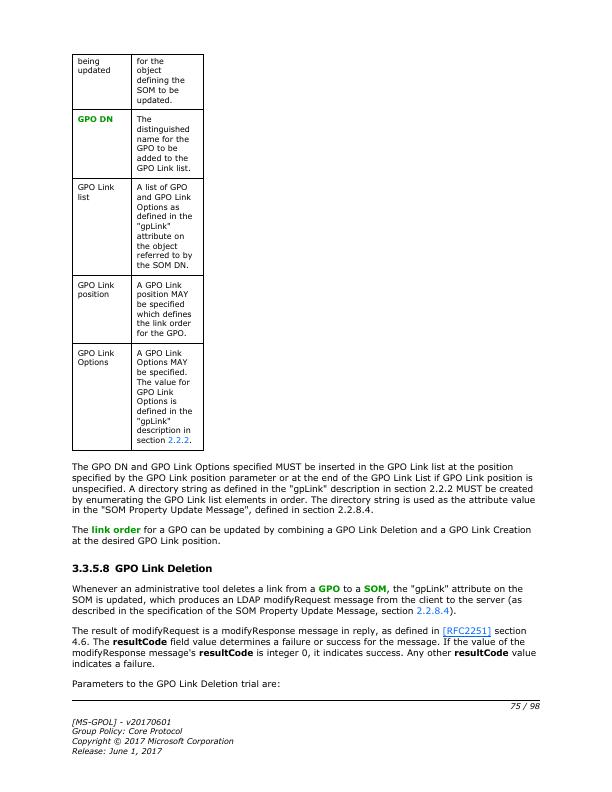 being
updated
for the
object
defining the
SOM to be
updated.
GPO DN
The
distinguished
name for the
GPO to be
added to the
GPO Link list.
GPO Link
list
A list of GPO
and GPO Link
Options as
defined in the
"gpLink"
attribute on
the object
referred to by
the SOM DN.
GPO Link
position
A GPO Link
position MAY
be specified
which defines
the link order
for the GPO.
GPO Link
Options
A GPO Link
Options MAY
be specified.
The value for
GPO Link
Options is
defined in the
"gpLink"
description in
section 2.2.2.
The GPO DN and GPO Link Options specified MUST be inserted in the GPO Link list at the position
specified by the GPO Link position parameter or at the end of the GPO Link List if GPO Link position is
unspecified. A directory string as defined in the "gpLink" description in section 2.2.2 MUST be created
by enumerating the GPO Link list elements in order. The directory string is used as the attribute value
in the "SOM Property Update Message", defined in section 2.2.8.4.
The link order for a GPO can be updated by combining a GPO Link Deletion and a GPO Link Creation
at the desired GPO Link position.
3.3.5.8 GPO Link Deletion
Whenever an administrative tool deletes a link from a GPO to a SOM, the "gpLink" attribute on the
SOM is updated, which produces an LDAP modifyRequest message from the client to the server (as
described in the specification of the SOM Property Update Message, section 2.2.8.4).
The result of modifyRequest is a modifyResponse message in reply, as defined in [RFC2251] section
4.6. The resultCode field value determines a failure or success for the message. If the value of the
modifyResponse message's resultCode is integer 0, it indicates success. Any other resultCode value
indicates a failure.
Parameters to the GPO Link Deletion trial are:
75 / 98
[MS-GPOL] - v20170601
Group Policy: Core Protocol
Copyright © 2017 Microsoft Corporation
Release: June 1, 2017